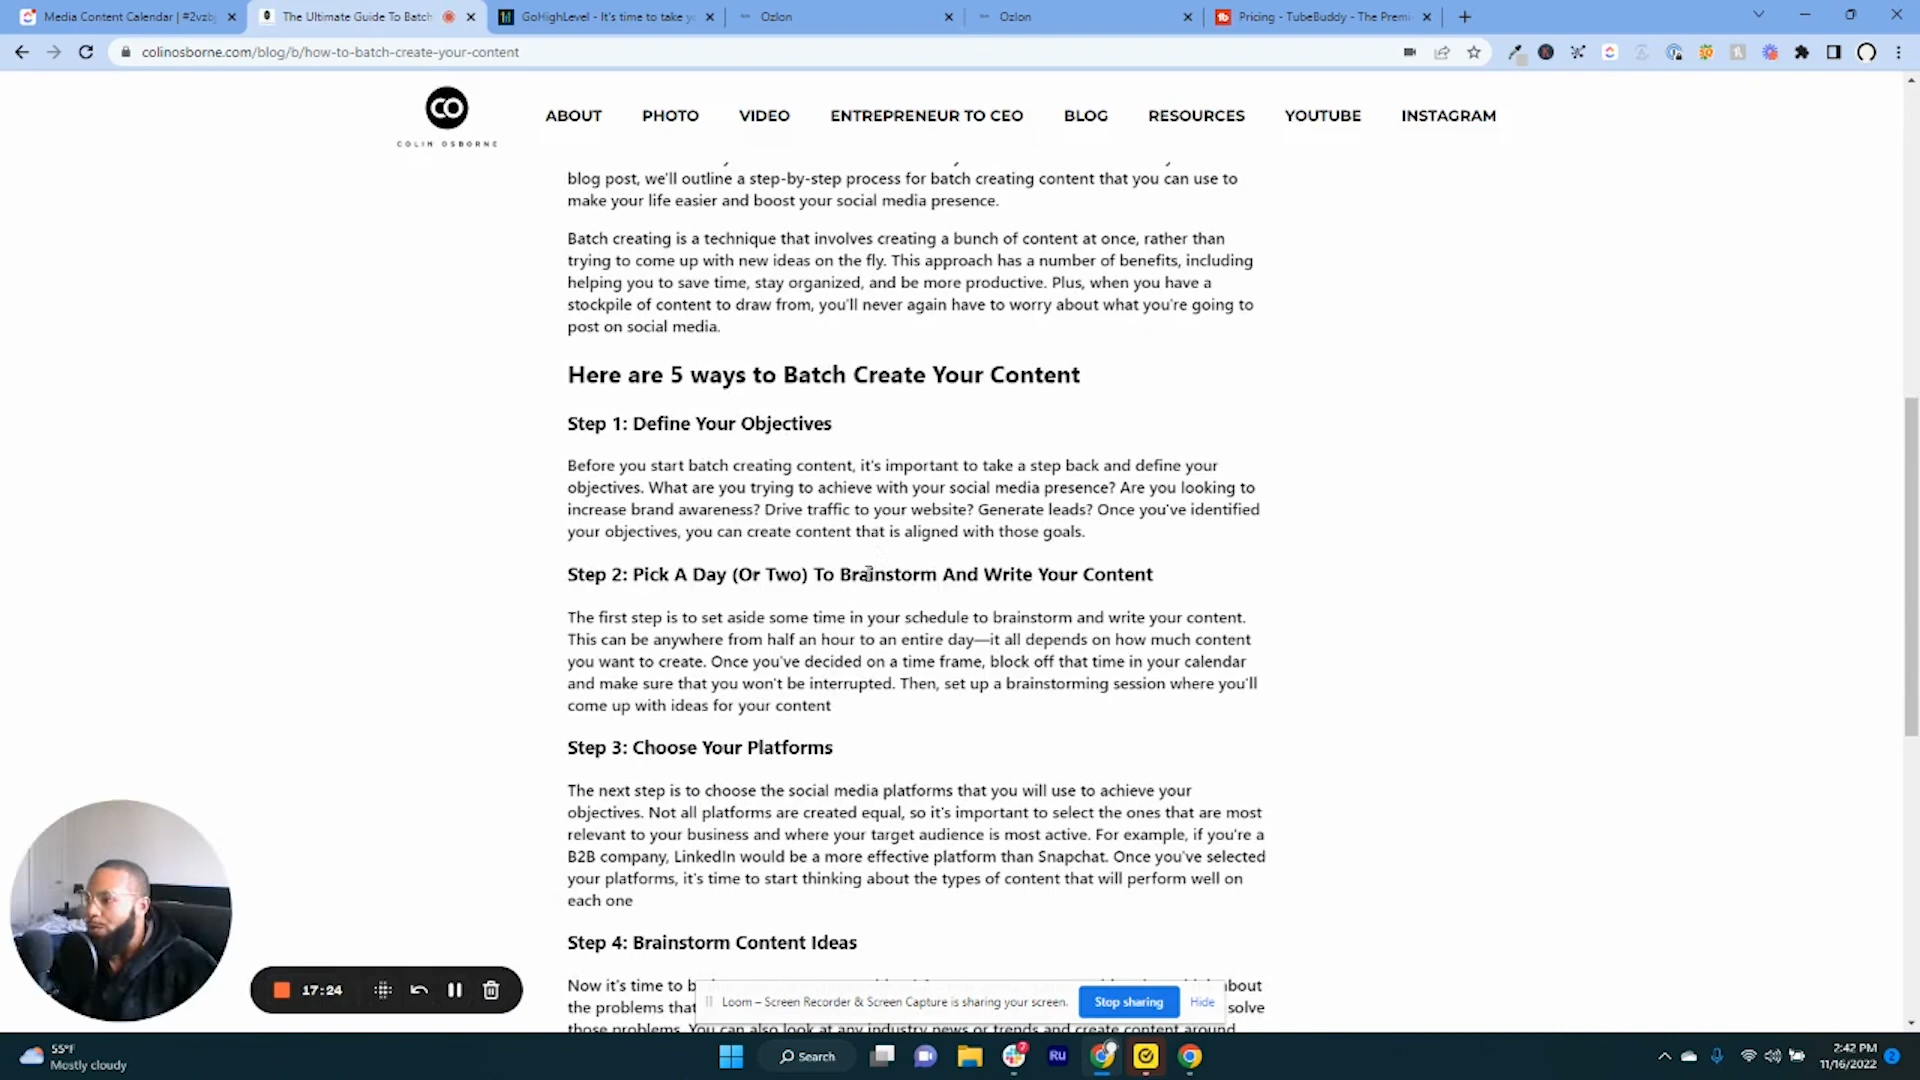 Media Content Calendar | #2vzb
The Ultimate Guide To Batch
GoHighLevel - It's time to take yo
Ozlon
Ozlon
Pricing - TubeBuddy - The Premi
colinosborne.com/blog/b/how-to-batch-create-your-content
CO
COLIN OSBORNE
ABOUT PHOTO VIDEO ENTREPRENEUR TO CEO BLOG RESOURCES YOUTUBE INSTAGRAM
blog post, we'll outline a step-by-step process for batch creating content that you can use to
make your life easier and boost your social media presence.
Batch creating is a technique that involves creating a bunch of content at once, rather than
trying to come up with new ideas on the fly. This approach has a number of benefits, including
helping you to save time, stay organized, and be more productive. Plus, when you have a
stockpile of content to draw from, you'll never again have to worry about what you're going to
post on social media.
Here are 5 ways to Batch Create Your Content
Step 1: Define Your Objectives
Before you start batch creating content, it's important to take a step back and define your
objectives. What are you trying to achieve with your social media presence? Are you looking to
increase brand awareness? Drive traffic to your website? Generate leads? Once you've identified
your objectives, you can create content that is aligned with those goals.
Step 2: Pick A Day (Or Two) To Brainstorm And Write Your Content
The first step is to set aside some time in your schedule to brainstorm and write your content.
This can be anywhere from half an hour to an entire day—it all depends on how much content
you want to create. Once you've decided on a time frame, block off that time in your calendar
and make sure that you won't be interrupted. Then, set up a brainstorming session where you'll
come up with ideas for your content
Step 3: Choose Your Platforms
The next step is to choose the social media platforms that you will use to achieve your
objectives. Not all platforms are created equal, so it's important to select the ones that are most
relevant to your business and where your target audience is most active. For example, if you're a
B2B company, LinkedIn would be a more effective platform than Snapchat. Once you've selected
your platforms, it's time to start thinking about the types of content that will perform well on
each one
Step 4: Brainstorm Content Ideas
Now it's time to b about
the problems that solve
those problems. You can also look at any industry news or trends and create content around
17:24
Loom – Screen Recorder & Screen Capture is sharing your screen. Stop sharing Hide
55°F
Mostly cloudy
Search
Ru
2:42 PM
11/16/2022
2